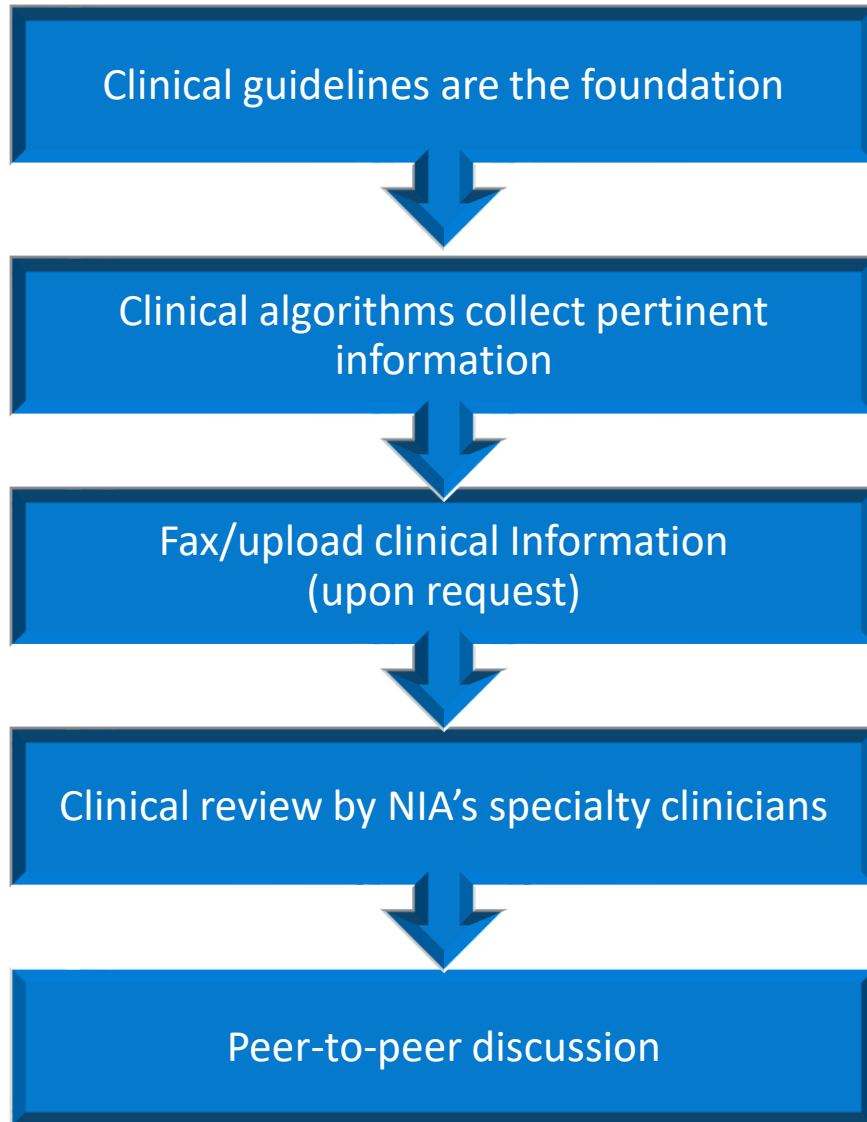 Clinical guidelines are the foundation
Clinical algorithms collect pertinent
information
Fax/upload clinical Information
(upon request)
Clinical review by NIA’s specialty clinicians
Peer-to-peer discussion